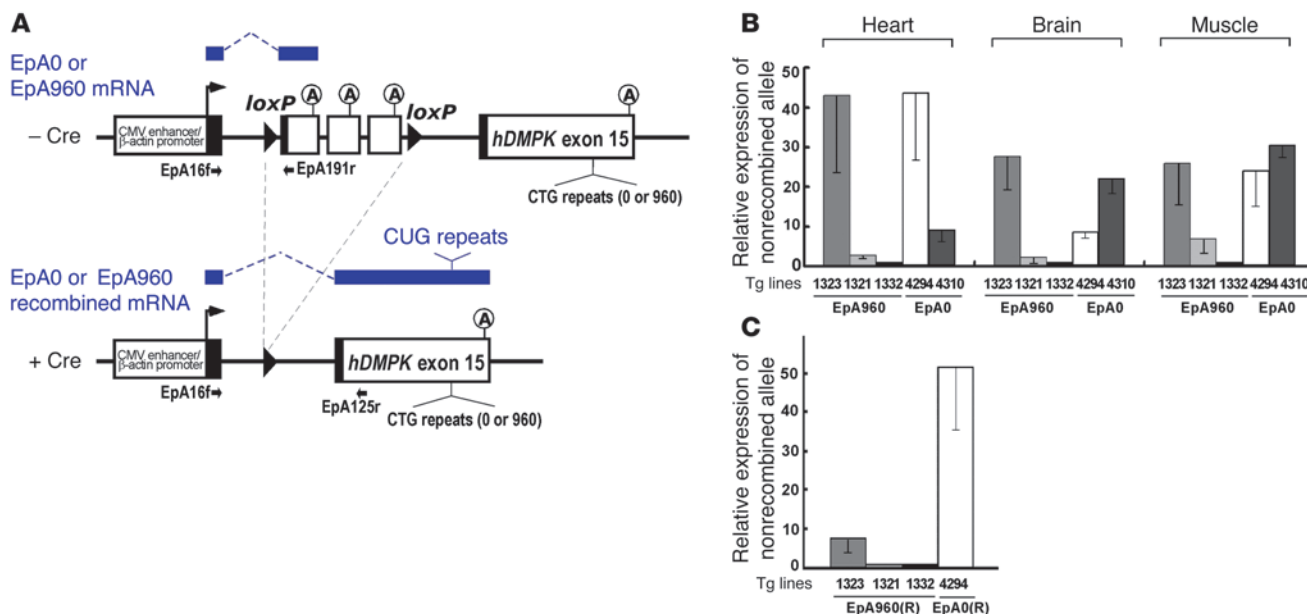 A
EpA0 or
EpA960 mRNA
– Cre
CMV enhancer/
β-actin promoter
EpA16f
loxP
A
A
A
loxP
EpA191r
hDMPK exon 15
A
CTG repeats (0 or 960)
CUG repeats
EpA0 or EpA960
recombined mRNA
+ Cre
CMV enhancer/
β-actin promoter
EpA16f
hDMPK exon 15
A
EpA125r
CTG repeats (0 or 960)
B
Heart Brain Muscle
Relative expression of
nonrecombined allele
50
40
30
20
10
0
Tg lines 1323 1321 1332 4294 4310 1323 1321 1332 4294 4310 1323 1321 1332 4294 4310
EpA960 EpA0 EpA960 EpA0 EpA960 EpA0
C
Relative expression of
nonrecombined allele
50
40
30
20
10
0
Tg lines 1323 1321 1332 4294
EpA960(R) EpA0(R)